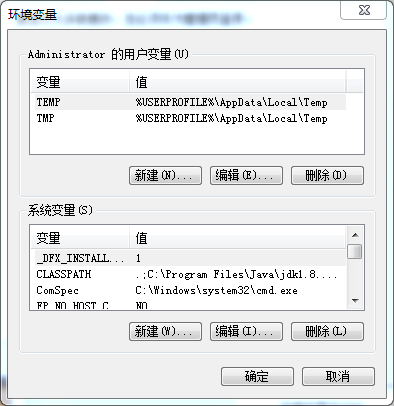 环境变量
Administrator 的用户变量(U)
变量 值
TEMP %USERPROFILE%\AppData\Local\Temp
TMP %USERPROFILE%\AppData\Local\Temp
新建(N)... 编辑(E)... 删除(D)
系统变量(S)
变量 值
_DFX_INSTALL... 1
CLASSPATH .;C:\Program Files\Java\jdk1.8....
ComSpec C:\Windows\system32\cmd.exe
FP_NO_HOST_C... NO
新建(W)... 编辑(I)... 删除(L)
确定 取消